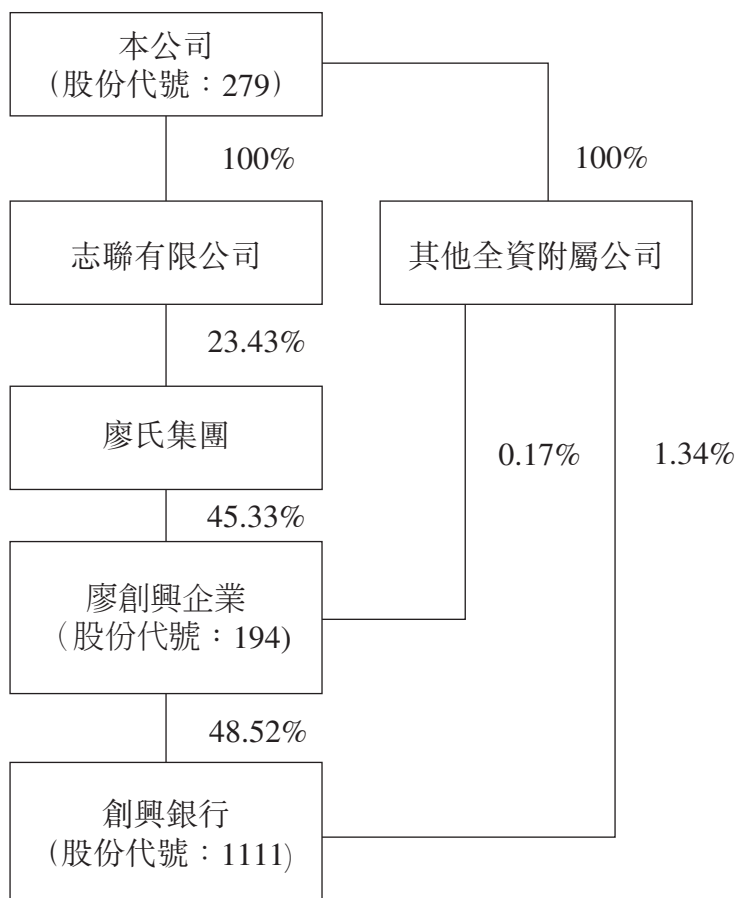 本公司
(股份代號：279)
100%
100%
志聯有限公司
其他全資附屬公司
23.43%
廖氏集團
0.17%
1.34%
45.33%
廖創興企業
(股份代號：194)
48.52%
創興銀行
(股份代號：1111)